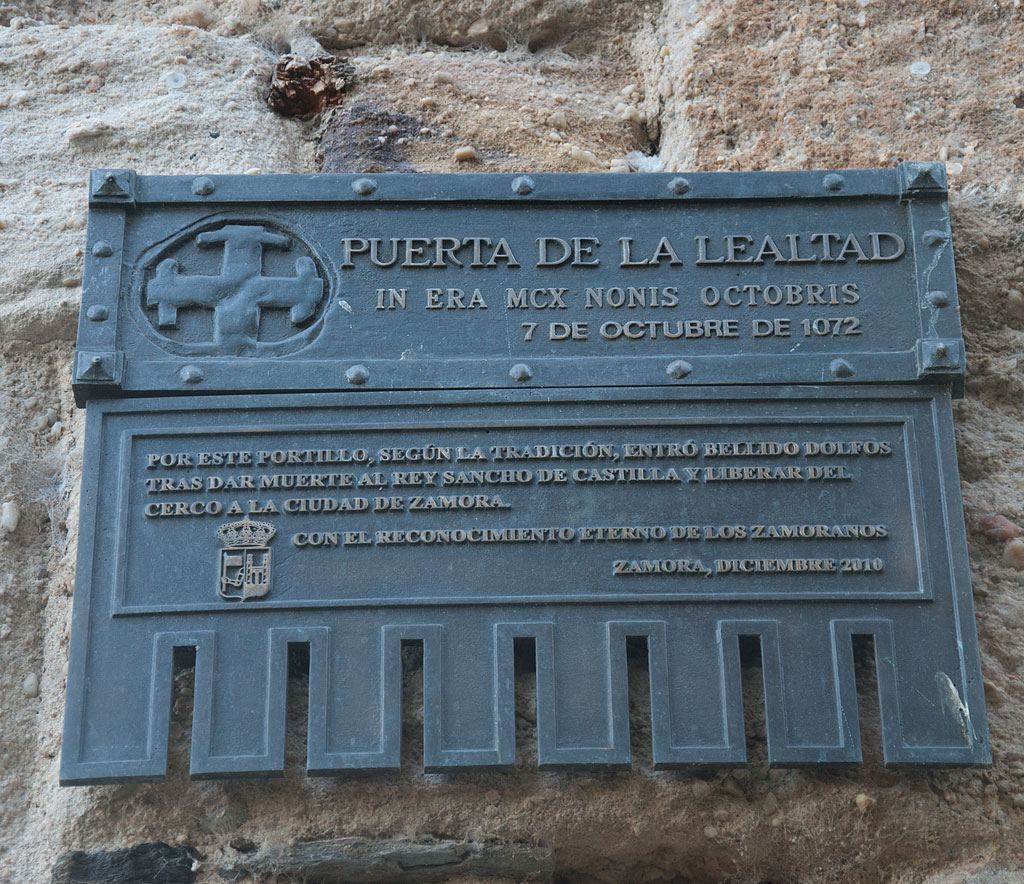 PUERTA DE LA LEALTAD
IN ERA MCX NONIS OCTOBRIS
7 DE OCTUBRE DE 1072
POR ESTE PORTILLO, SEGÚN LA TRADICIÓN, ENTRÓ BELLIDO DOLFOS
TRAS DAR MUERTE AL REY SANCHO DE CASTILLA Y LIBERAR DEL
CERCO A LA CIUDAD DE ZAMORA.
CON EL RECONOCIMIENTO ETERNO DE LOS ZAMORANOS
ZAMORA, DICIEMBRE 2010